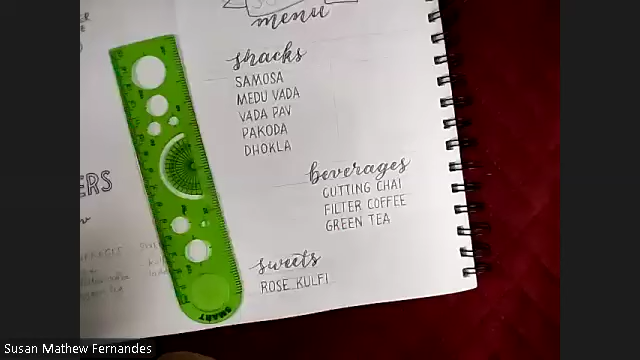 menu
snacks
SAMOSA
MEDU VADA
VADA PAV
PAKODA
DHOKLA
beverages
CUTTING CHAI
FILTER COFFEE
GREEN TEA
sweets
ROSE KULFI
ERS
SMART
Susan Mathew Fernandes